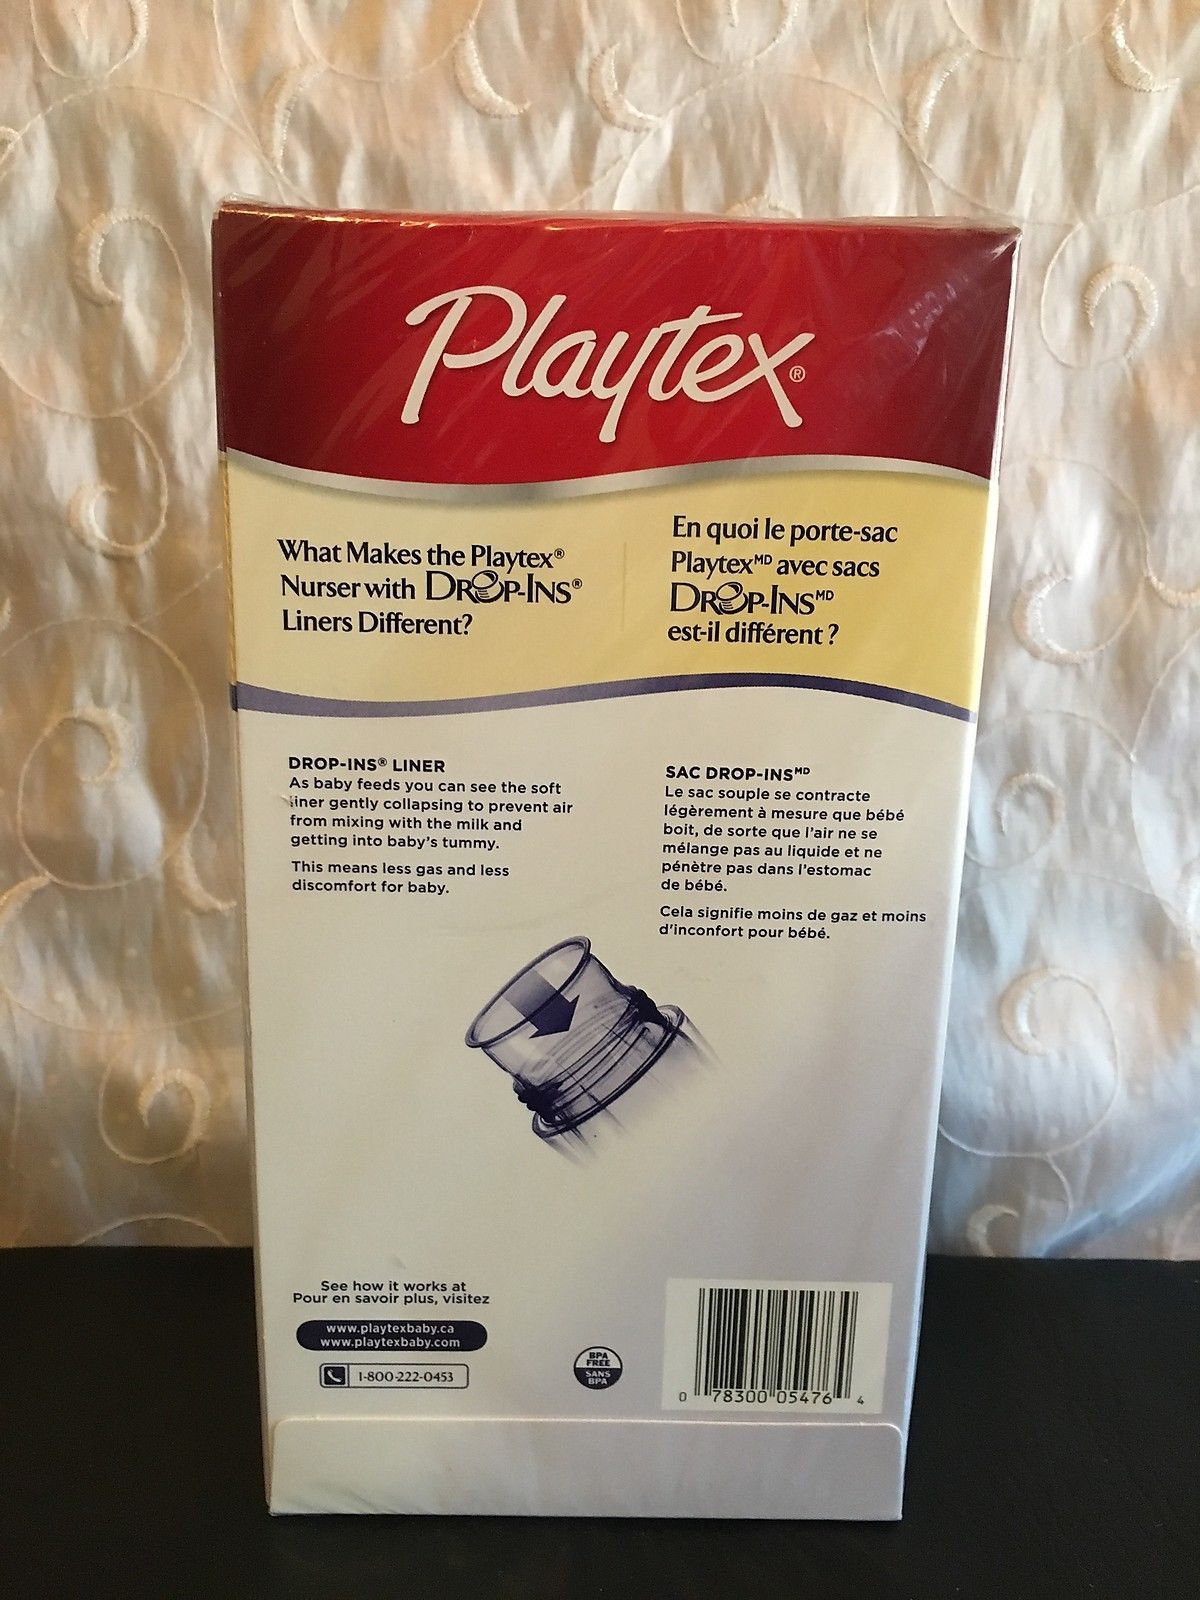 Playtex®
What Makes the Playtex®
Nurser with DROP-INS®
Liners Different?
En quoi le porte-sac
Playtex MD avec sacs
DROP-INS MD
est-il différent ?
DROP-INS® LINER
As baby feeds you can see the soft
liner gently collapsing to prevent air
from mixing with the milk and
getting into baby's tummy.
This means less gas and less
discomfort for baby.
SAC DROP-INS MD
Le sac souple se contracte
légèrement à mesure que bébé
boit, de sorte que l'air ne se
mélange pas au liquide et ne
pénètre pas dans l'estomac
de bébé.
Cela signifie moins de gaz et moins
d'inconfort pour bébé.
See how it works at
Pour en savoir plus, visitez
www.playtexbaby.ca
www.playtexbaby.com
1-800-222-0453
BPA
FREE
SANS
BPA
0 78300 05476 4